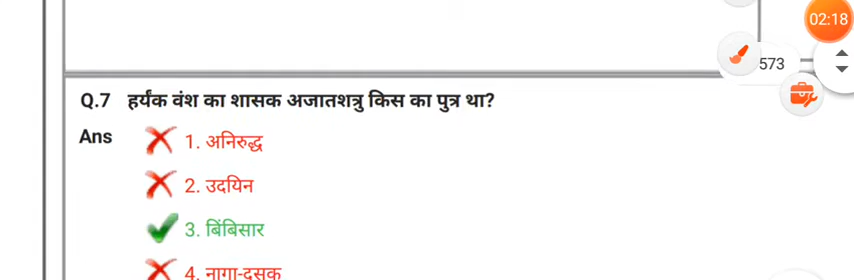 02:18
573
Q.7 हर्यंक वंश का शासक अजातशत्रु किस का पुत्र था?
Ans 1. अनिरुद्ध
2. उदयिन
3. बिंबिसार
4. नागा-दसक